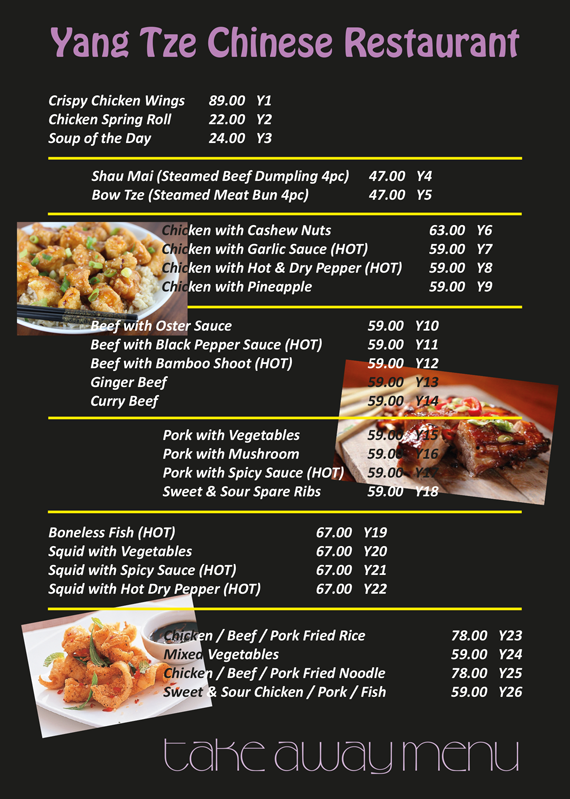 Yang Tze Chinese Restaurant
Crispy Chicken Wings 89.00 Y1
Chicken Spring Roll 22.00 Y2
Soup of the Day 24.00 Y3
Shau Mai (Steamed Beef Dumpling 4pc) 47.00 Y4
Bow Tze (Steamed Meat Bun 4pc) 47.00 Y5
Chicken with Cashew Nuts 63.00 Y6
Chicken with Garlic Sauce (HOT) 59.00 Y7
Chicken with Hot & Dry Pepper (HOT) 59.00 Y8
Chicken with Pineapple 59.00 Y9
Beef with Oster Sauce 59.00 Y10
Beef with Black Pepper Sauce (HOT) 59.00 Y11
Beef with Bamboo Shoot (HOT) 59.00 Y12
Ginger Beef 59.00 Y13
Curry Beef 59.00 Y14
Pork with Vegetables 59.00 Y15
Pork with Mushroom 59.00 Y16
Pork with Spicy Sauce (HOT) 59.00
Sweet & Sour Spare Ribs 59.00 Y18
Boneless Fish (HOT) 67.00 Y19
Squid with Vegetables 67.00 Y20
Squid with Spicy Sauce (HOT) 67.00 Y21
Squid with Hot Dry Pepper (HOT) 67.00 Y22
Chicken / Beef / Pork Fried Rice 78.00 Y23
Mixed Vegetables 59.00 Y24
Chicken / Beef / Pork Fried Noodle 78.00 Y25
Sweet & Sour Chicken / Pork / Fish 59.00 Y26
take away menu